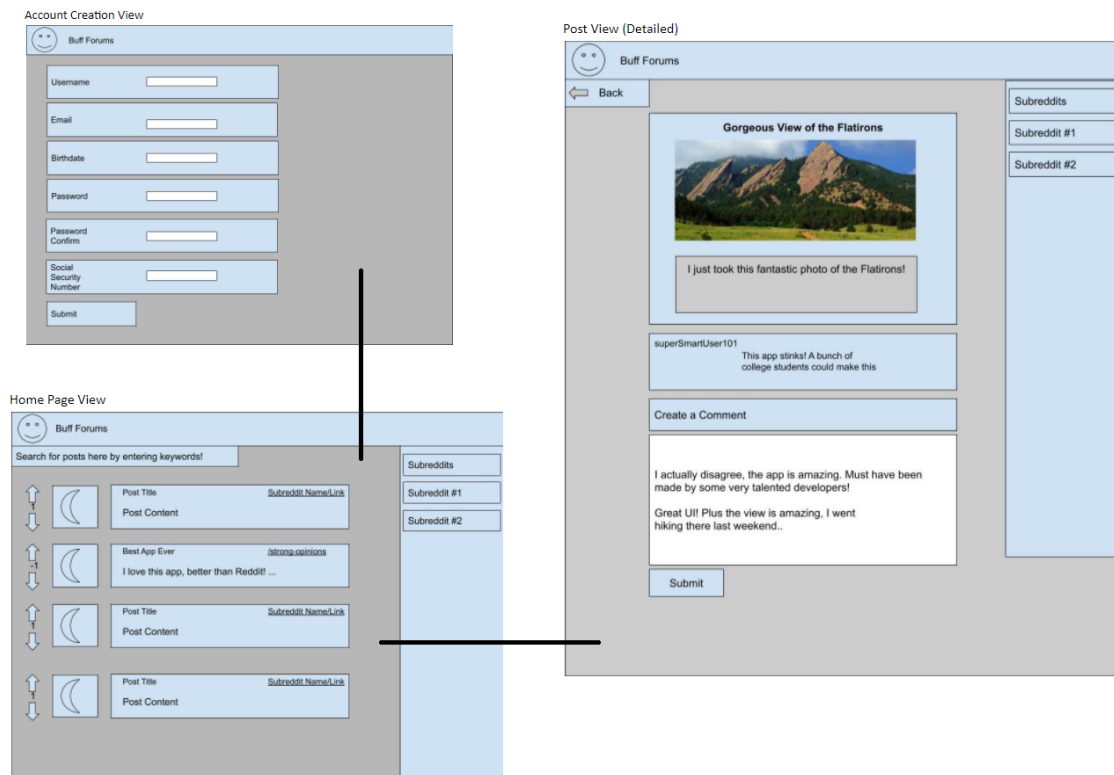 Account Creation View
Buff Forums
Username
Email
Birthdate
Password
Password
Confirm
Social
Security
Number
Submit
Home Page View
Buff Forums
Search for posts here by entering keywords!
Subreddits
Subreddit #1
Subreddit #2
1
Post Title
Subreddit Name/Link
Post Content
-1
Best App Ever
/strong-opinions
I love this app, better than Reddit! ...
1
Post Title
Subreddit Name/Link
Post Content
1
Post Title
Subreddit Name/Link
Post Content
Post View (Detailed)
Buff Forums
Back
Subreddits
Subreddit #1
Subreddit #2
Gorgeous View of the Flatirons
I just took this fantastic photo of the Flatirons!
superSmartUser101
This app stinks! A bunch of
college students could make this
Create a Comment
I actually disagree, the app is amazing. Must have been
made by some very talented developers!
Great UI! Plus the view is amazing, I went
hiking there last weekend..
Submit